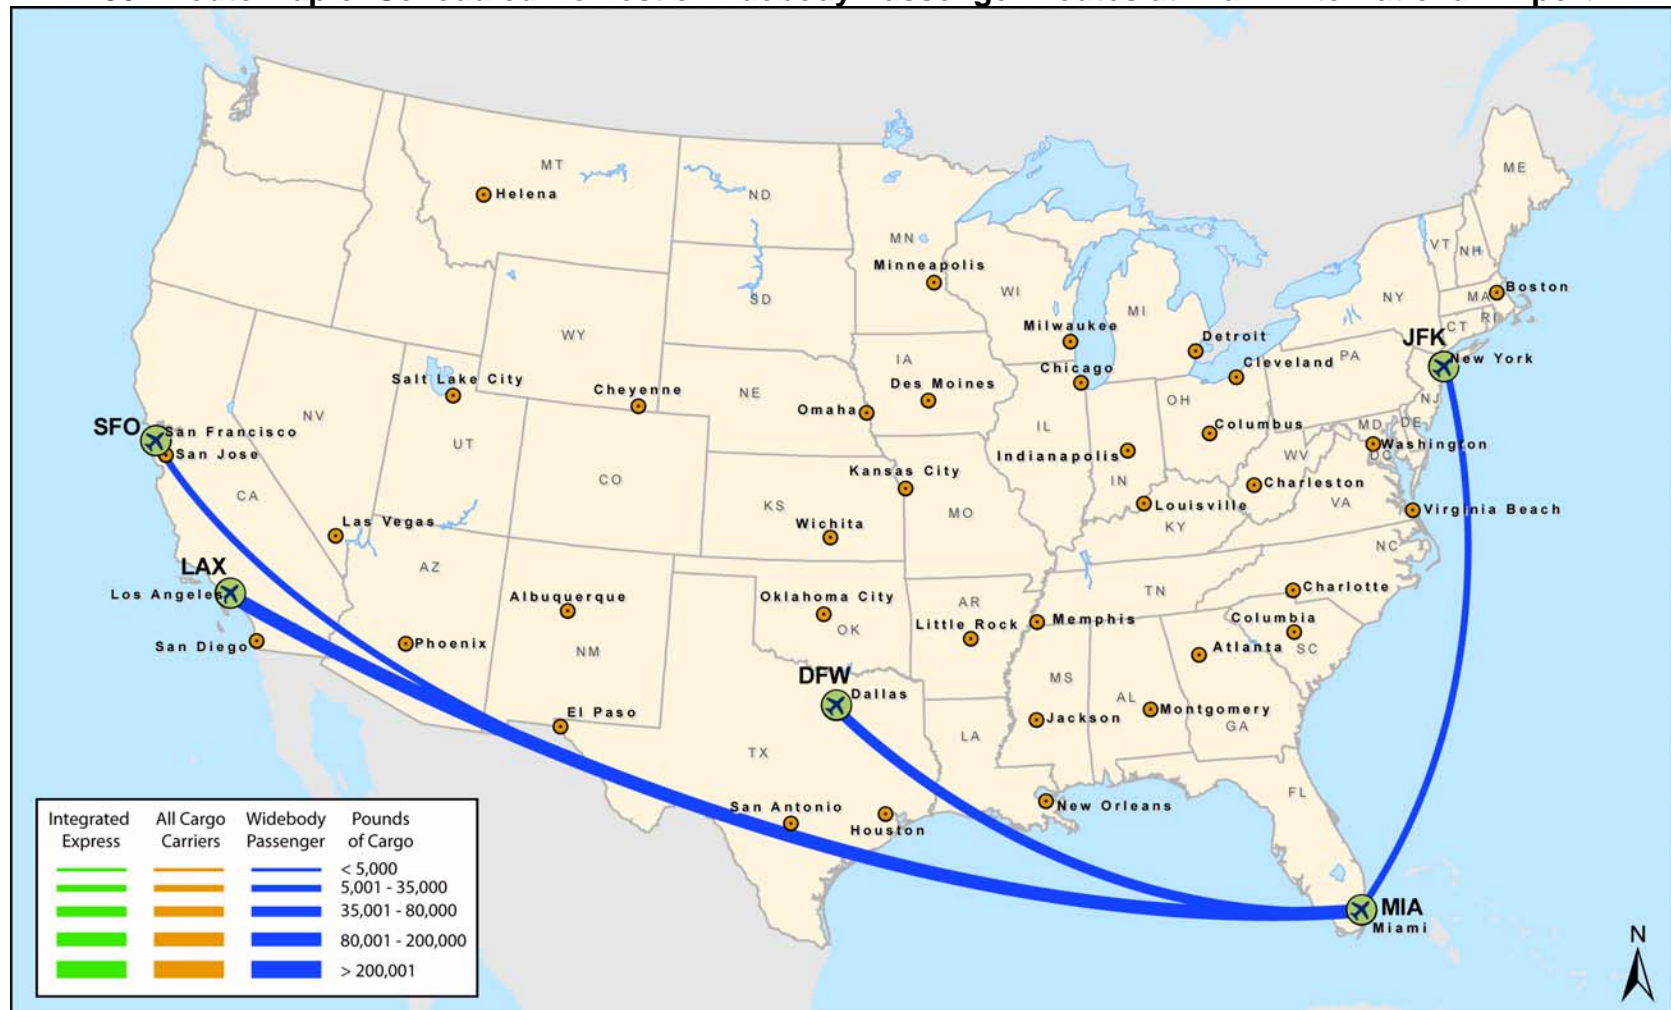 MT
Helena
ND
MN
Minneapolis
SD
WI
MI
ME
VT
NH
NY
MA
Boston
RI
CT
WY
Milwaukee
Detroit
JFK
New York
PA
Cleveland
IA
Chicago
Salt Lake City
Cheyenne
NE
Des Moines
Omaha
OH
NJ
NV
SFO
San Francisco
San Jose
UT
IL
Columbus
MD
DE
Washington
DC
Indianapolis
WV
CA
CO
Kansas City
IN
Charleston
KS
MO
Louisville
VA
Virginia Beach
KY
Las Vegas
Wichita
NC
LAX
Los Angeles
AZ
Albuquerque
Oklahoma City
OK
AR
Little Rock
TN
Memphis
Charlotte
Columbia
SC
San Diego
Phoenix
NM
Atlanta
DFW
Dallas
MS
AL
El Paso
Jackson
Montgomery
GA
TX
LA
San Antonio
Houston
New Orleans
FL
MIA
Miami
N
Integrated All Cargo Widebody Pounds
Express Carriers Passenger of Cargo
< 5,000
5,001 - 35,000
35,001 - 80,000
80,001 - 200,000
> 200,001